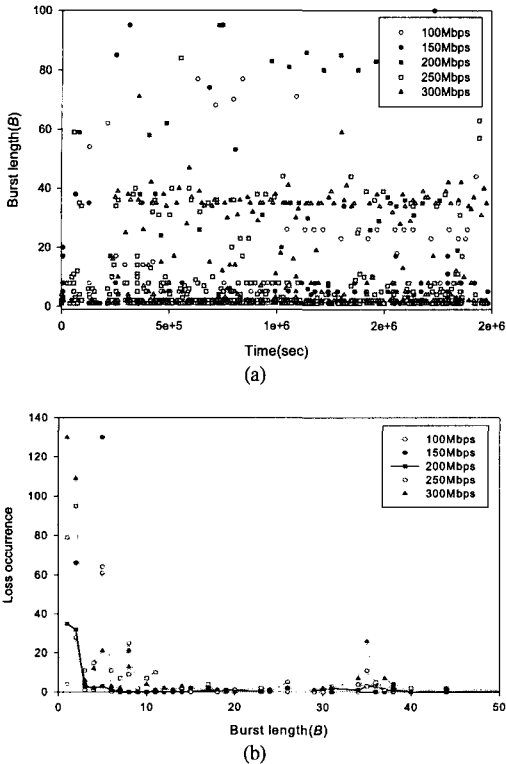 100
80
60
40
20
0
Burst length(B)
100Mbps
150Mbps
200Mbps
250Mbps
300Mbps
0 5e+5 1e+6 2e+6 2e+6
Time(sec)
(a)
140
120
100
80
60
40
20
0
Loss occurrence
100Mbps
150Mbps
200Mbps
250Mbps
300Mbps
0 10 20 30 40 50
Burst length(B)
(b)